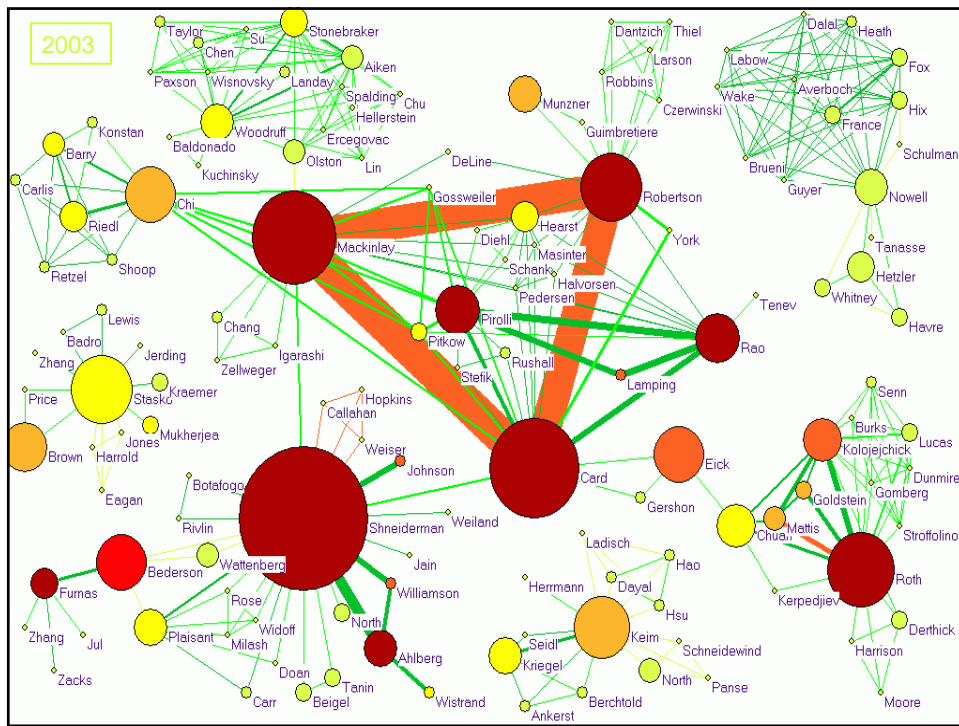 2003
Taylor
Su
Stonebraker
Chen
Aiken
Paxson
Wisnovsky
Landay
Spalding
Chu
Hellerstein
Woodruff
Ercegovac
Baldonado
Olston
Lin
Kuchinsky
Dantzich
Thiel
Larson
Robbins
Munzner
Czerwinski
Guimbretiere
Dalal
Heath
Labow
Fox
Wake
Averboch
Hix
France
Brueni
Schulman
Guyer
Nowell
Tanasse
Hetzler
Whitney
Havre
Konstan
Barry
Carlis
Chi
Riedl
Retzel
Shoop
DeLine
Gossweiler
Robertson
Mackinlay
Diehl
Hearst
York
Masinter
Schank
Halvorsen
Pedersen
Pirolli
Tenev
Chang
Pitkow
Rao
Igarashi
Zellweger
Stefik
Rushall
Lamping
Lewis
Badro
Zhang
Jerding
Price
Stasko
Kraemer
Mukherjea
Jones
Brown
Harrold
Eagan
Hopkins
Callahan
Weiser
Johnson
Card
Eick
Gershon
Botafogo
Rivlin
Shneiderman
Weiland
Senn
Burks
Lucas
Kolojejchick
Dunmire
Goldstein
Gomberg
Mattis
Chuah
Stroffolino
Roth
Kerpedjiev
Derthick
Harrison
Moore
Bederson
Wattenberg
Jain
Furnas
Williamson
Rose
North
Widoff
Zhang
Jul
Plaisant
Milash
Ahlberg
Zacks
Doan
Tanin
Carr
Beigel
Wistrand
Ladisch
Hao
Herrmann
Dayal
Hsu
Seidl
Keim
Schneidewind
Kriegel
North
Panse
Berchtold
Ankerst